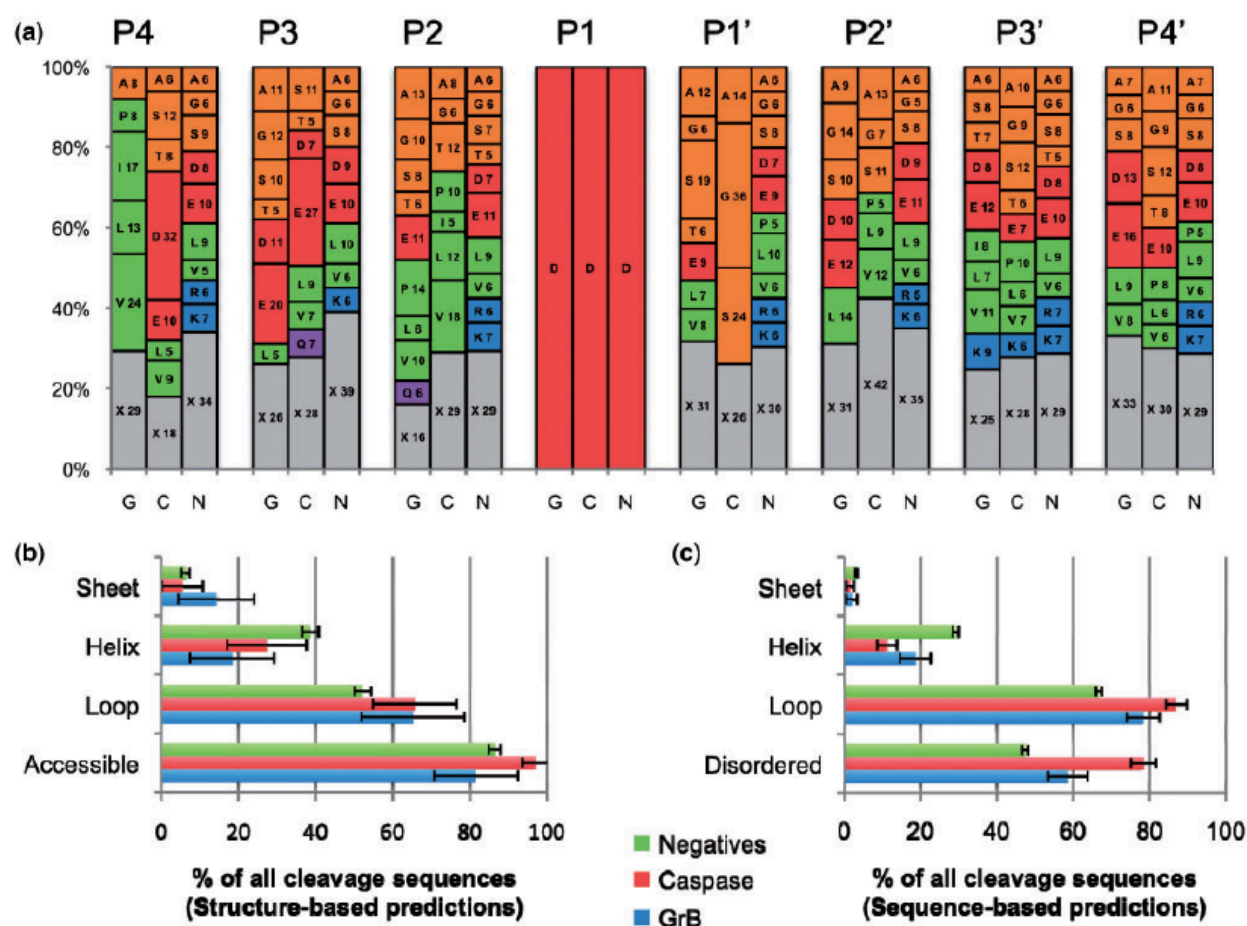 (a) P4 P3 P2 P1 P1’ P2’ P3’ P4’
100%
80%
60%
40%
20%
0%
A 8
P 8
I 17
L 13
V 24
X 29
A 6
S 12
T 8
D 32
E 10
L 5
V 9
X 18
A 6
G 6
S 9
D 8
E 10
L 9
V 5
R 6
K 7
X 34
A 11
G 12
S 10
T 5
D 11
E 20
L 5
X 26
S 11
T 5
D 7
E 27
L 9
V 7
Q 7
X 28
A 6
G 6
S 8
D 9
E 10
L 10
V 6
K 6
X 39
A 13
G 10
S 8
T 6
E 11
P 14
L 6
V 10
Q 6
X 16
A 8
S 6
T 12
P 10
I 5
L 12
V 18
X 29
A 6
G 6
S 7
T 5
D 7
E 11
L 9
V 6
R 6
K 7
X 29
D
D
D
A 12
G 6
S 19
T 6
E 9
L 7
V 8
X 31
A 14
G 36
S 24
X 26
A 6
G 6
S 8
D 7
E 9
P 5
L 10
V 6
R 6
K 6
X 30
A 9
G 14
S 10
D 10
E 12
L 14
X 31
A 13
G 7
S 11
P 5
L 9
V 12
X 42
A 6
G 5
S 8
D 9
E 11
L 9
V 6
R 5
K 6
X 35
A 6
S 8
T 7
D 8
E 12
I 8
L 7
V 11
K 9
X 25
A 10
G 9
S 12
T 6
E 7
P 10
L 6
V 7
K 6
X 28
A 6
G 6
S 8
T 5
D 8
E 10
L 9
V 6
R 7
K 7
X 29
A 7
G 6
S 8
D 13
E 16
L 9
V 8
X 33
A 11
G 9
S 12
T 8
E 10
P 8
L 6
V 6
X 30
A 7
G 6
S 8
D 8
E 10
P 5
L 9
V 6
R 6
K 7
X 29
G C N G C N G C N G C N G C N G C N G C N G C N
(b)
Sheet
Helix
Loop
Accessible
0 20 40 60 80 100
% of all cleavage sequences
(Structure-based predictions)
Negatives
Caspase
GrB
(c)
Sheet
Helix
Loop
Disordered
0 20 40 60 80 100
% of all cleavage sequences
(Sequence-based predictions)